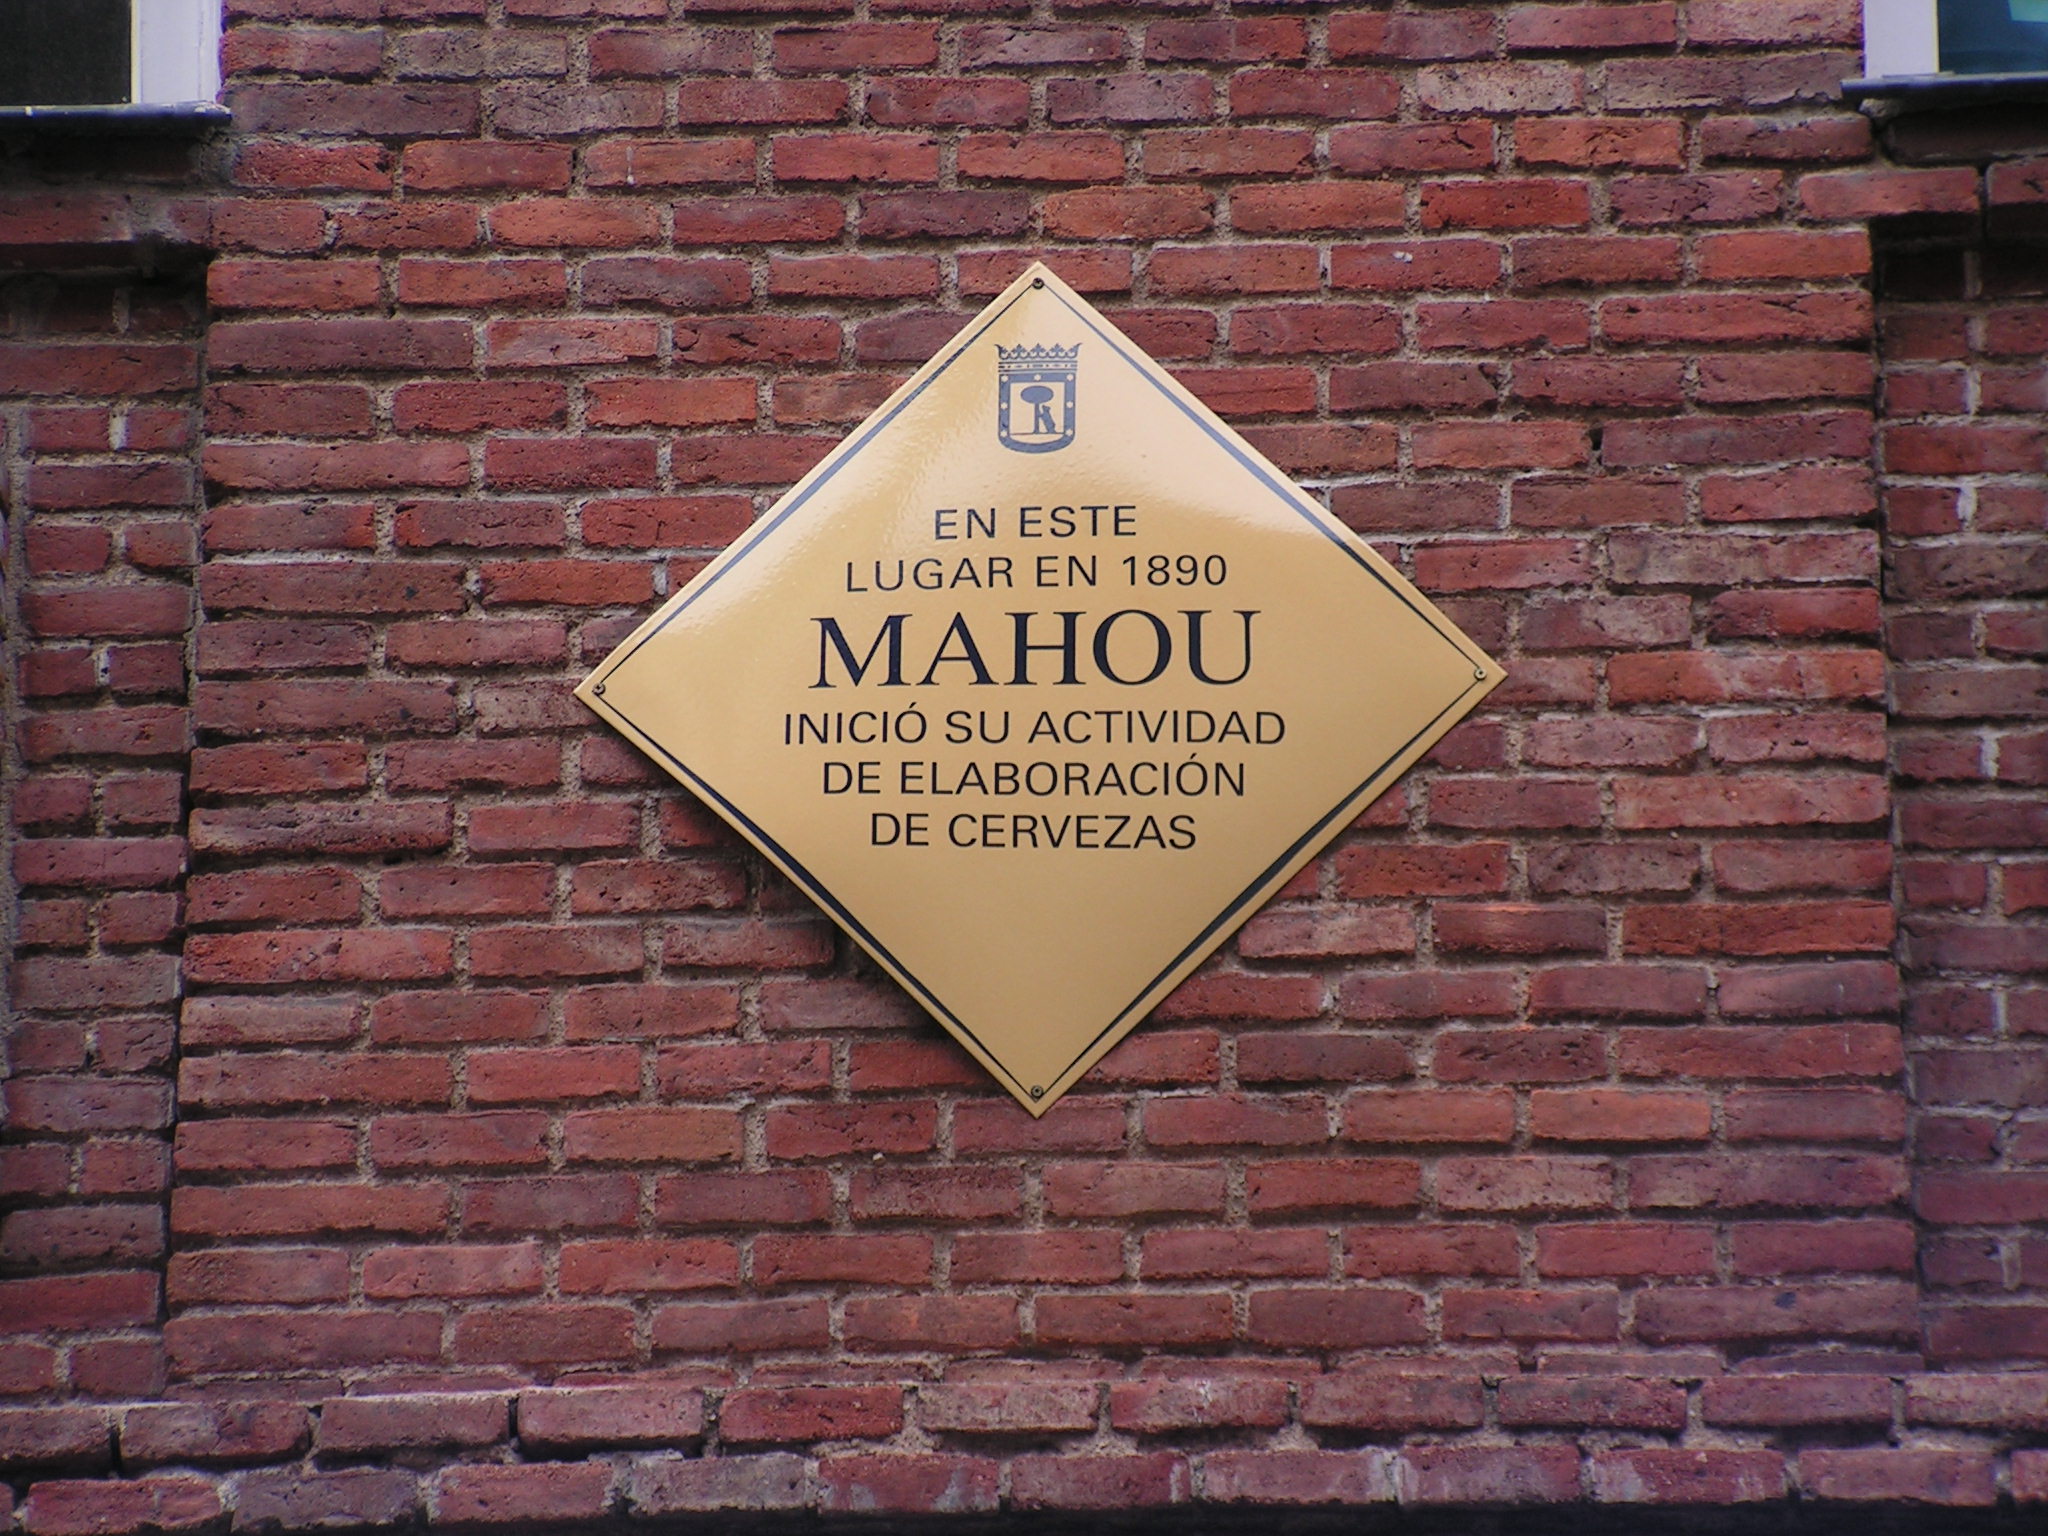 EN ESTE
LUGAR EN 1890
MAHOU
INICIÓ SU ACTIVIDAD
DE ELABORACIÓN
DE CERVEZAS